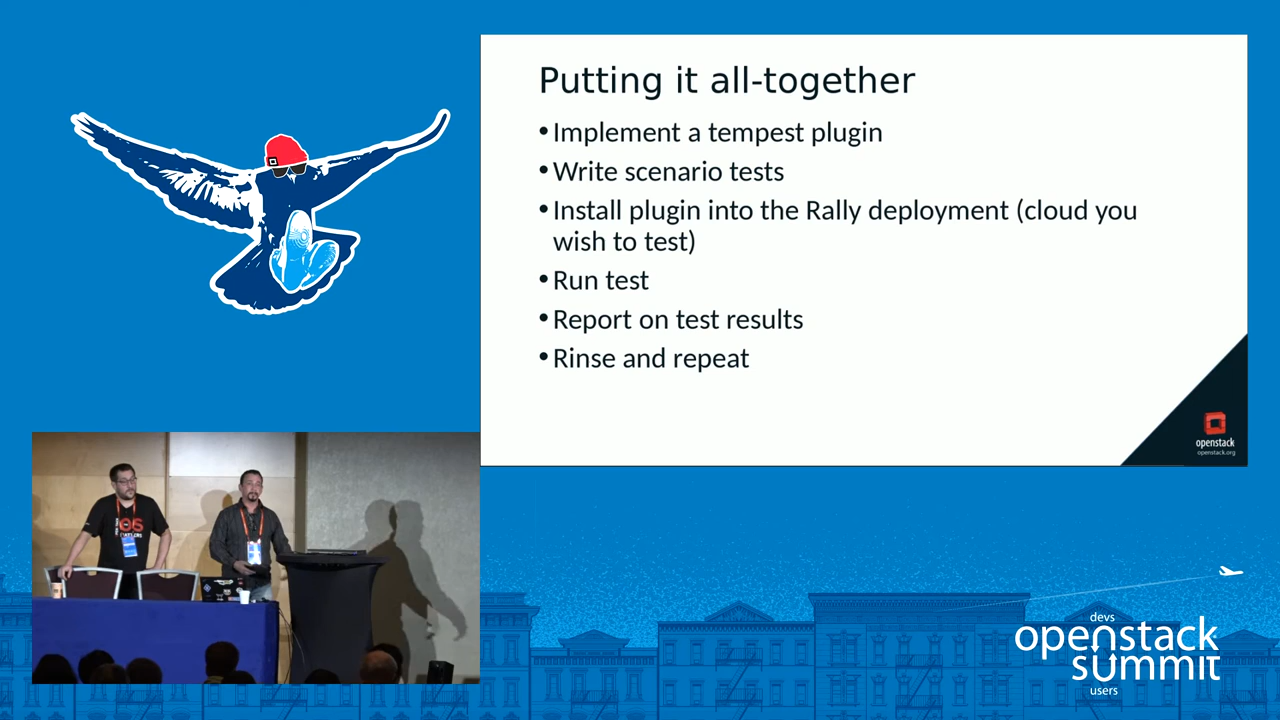 Putting it all-together
•Implement a tempest plugin
•Write scenario tests
•Install plugin into the Rally deployment (cloud you
wish to test)
•Run test
•Report on test results
•Rinse and repeat
openstack
openstack.org
OS
devs
openstack
summit
users